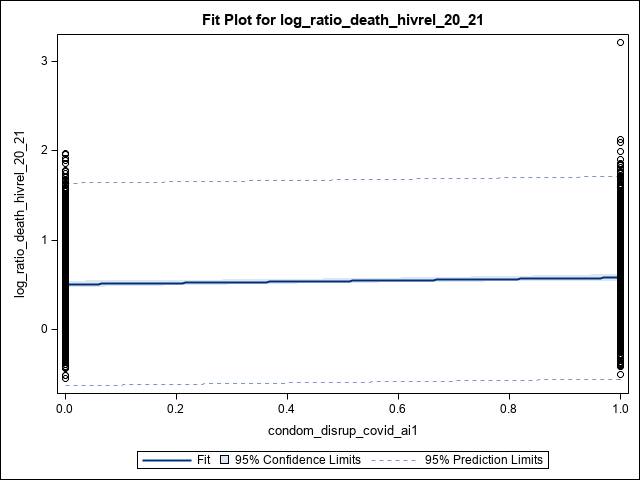 Fit Plot for log_ratio_death_hivrel_20_21
3
2
1
0
log_ratio_death_hivrel_20_21
0.0 0.2 0.4 0.6 0.8 1.0
condom_disrup_covid_ai1
Fit 95% Confidence Limits 95% Prediction Limits